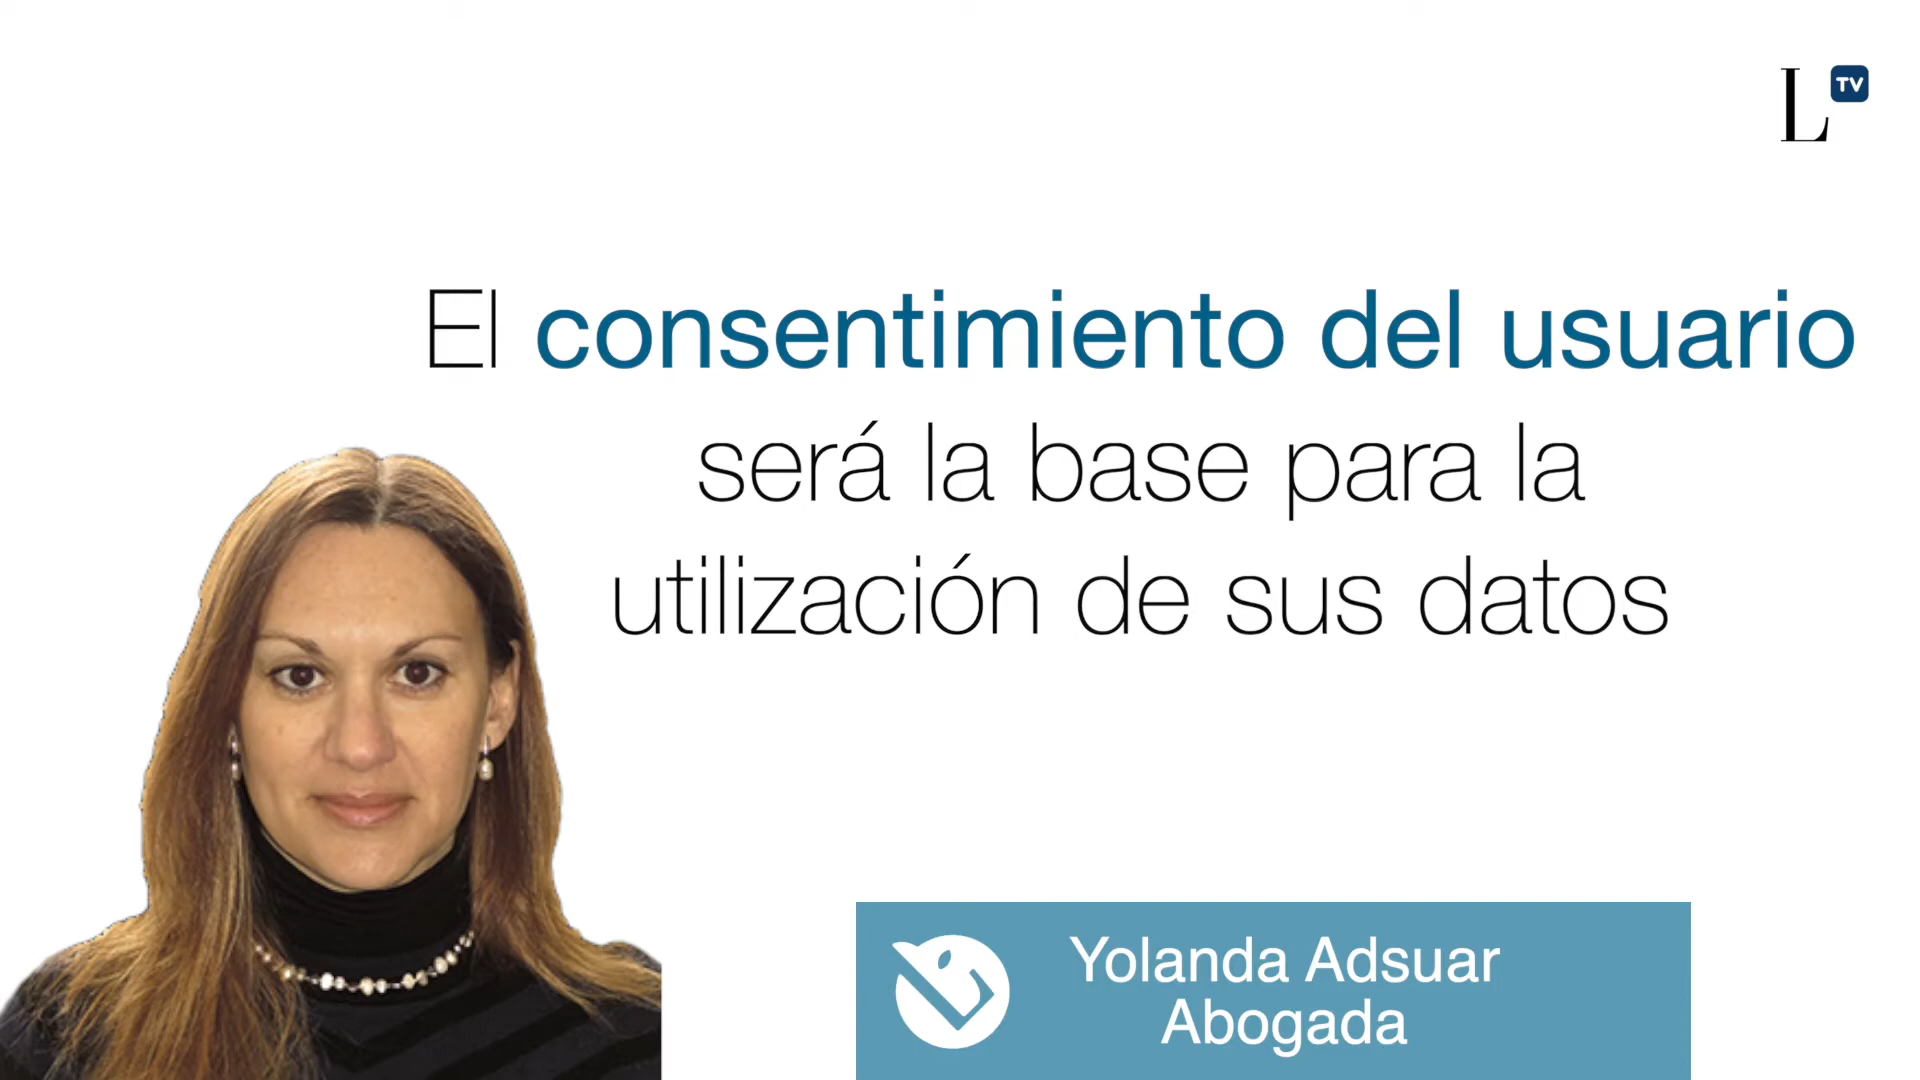 L TV
El consentimiento del usuario
será la base para la
utilización de sus datos
Yolanda Adsuar
Abogada